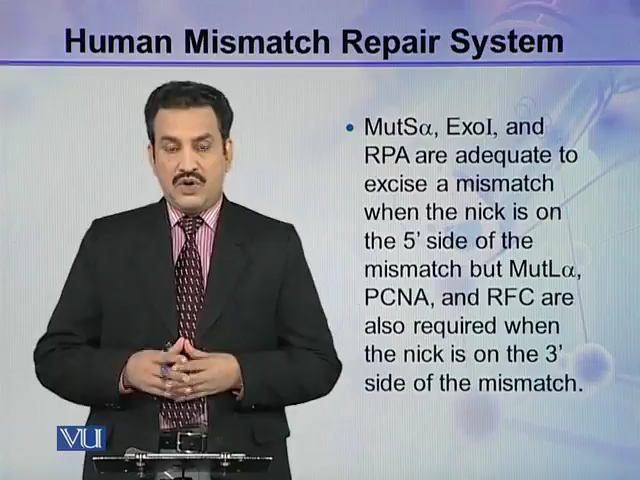 Human Mismatch Repair System
• MutSα, ExoI, and
RPA are adequate to
excise a mismatch
when the nick is on
the 5’ side of the
mismatch but MutLα,
PCNA, and RFC are
also required when
the nick is on the 3’
side of the mismatch.
VU